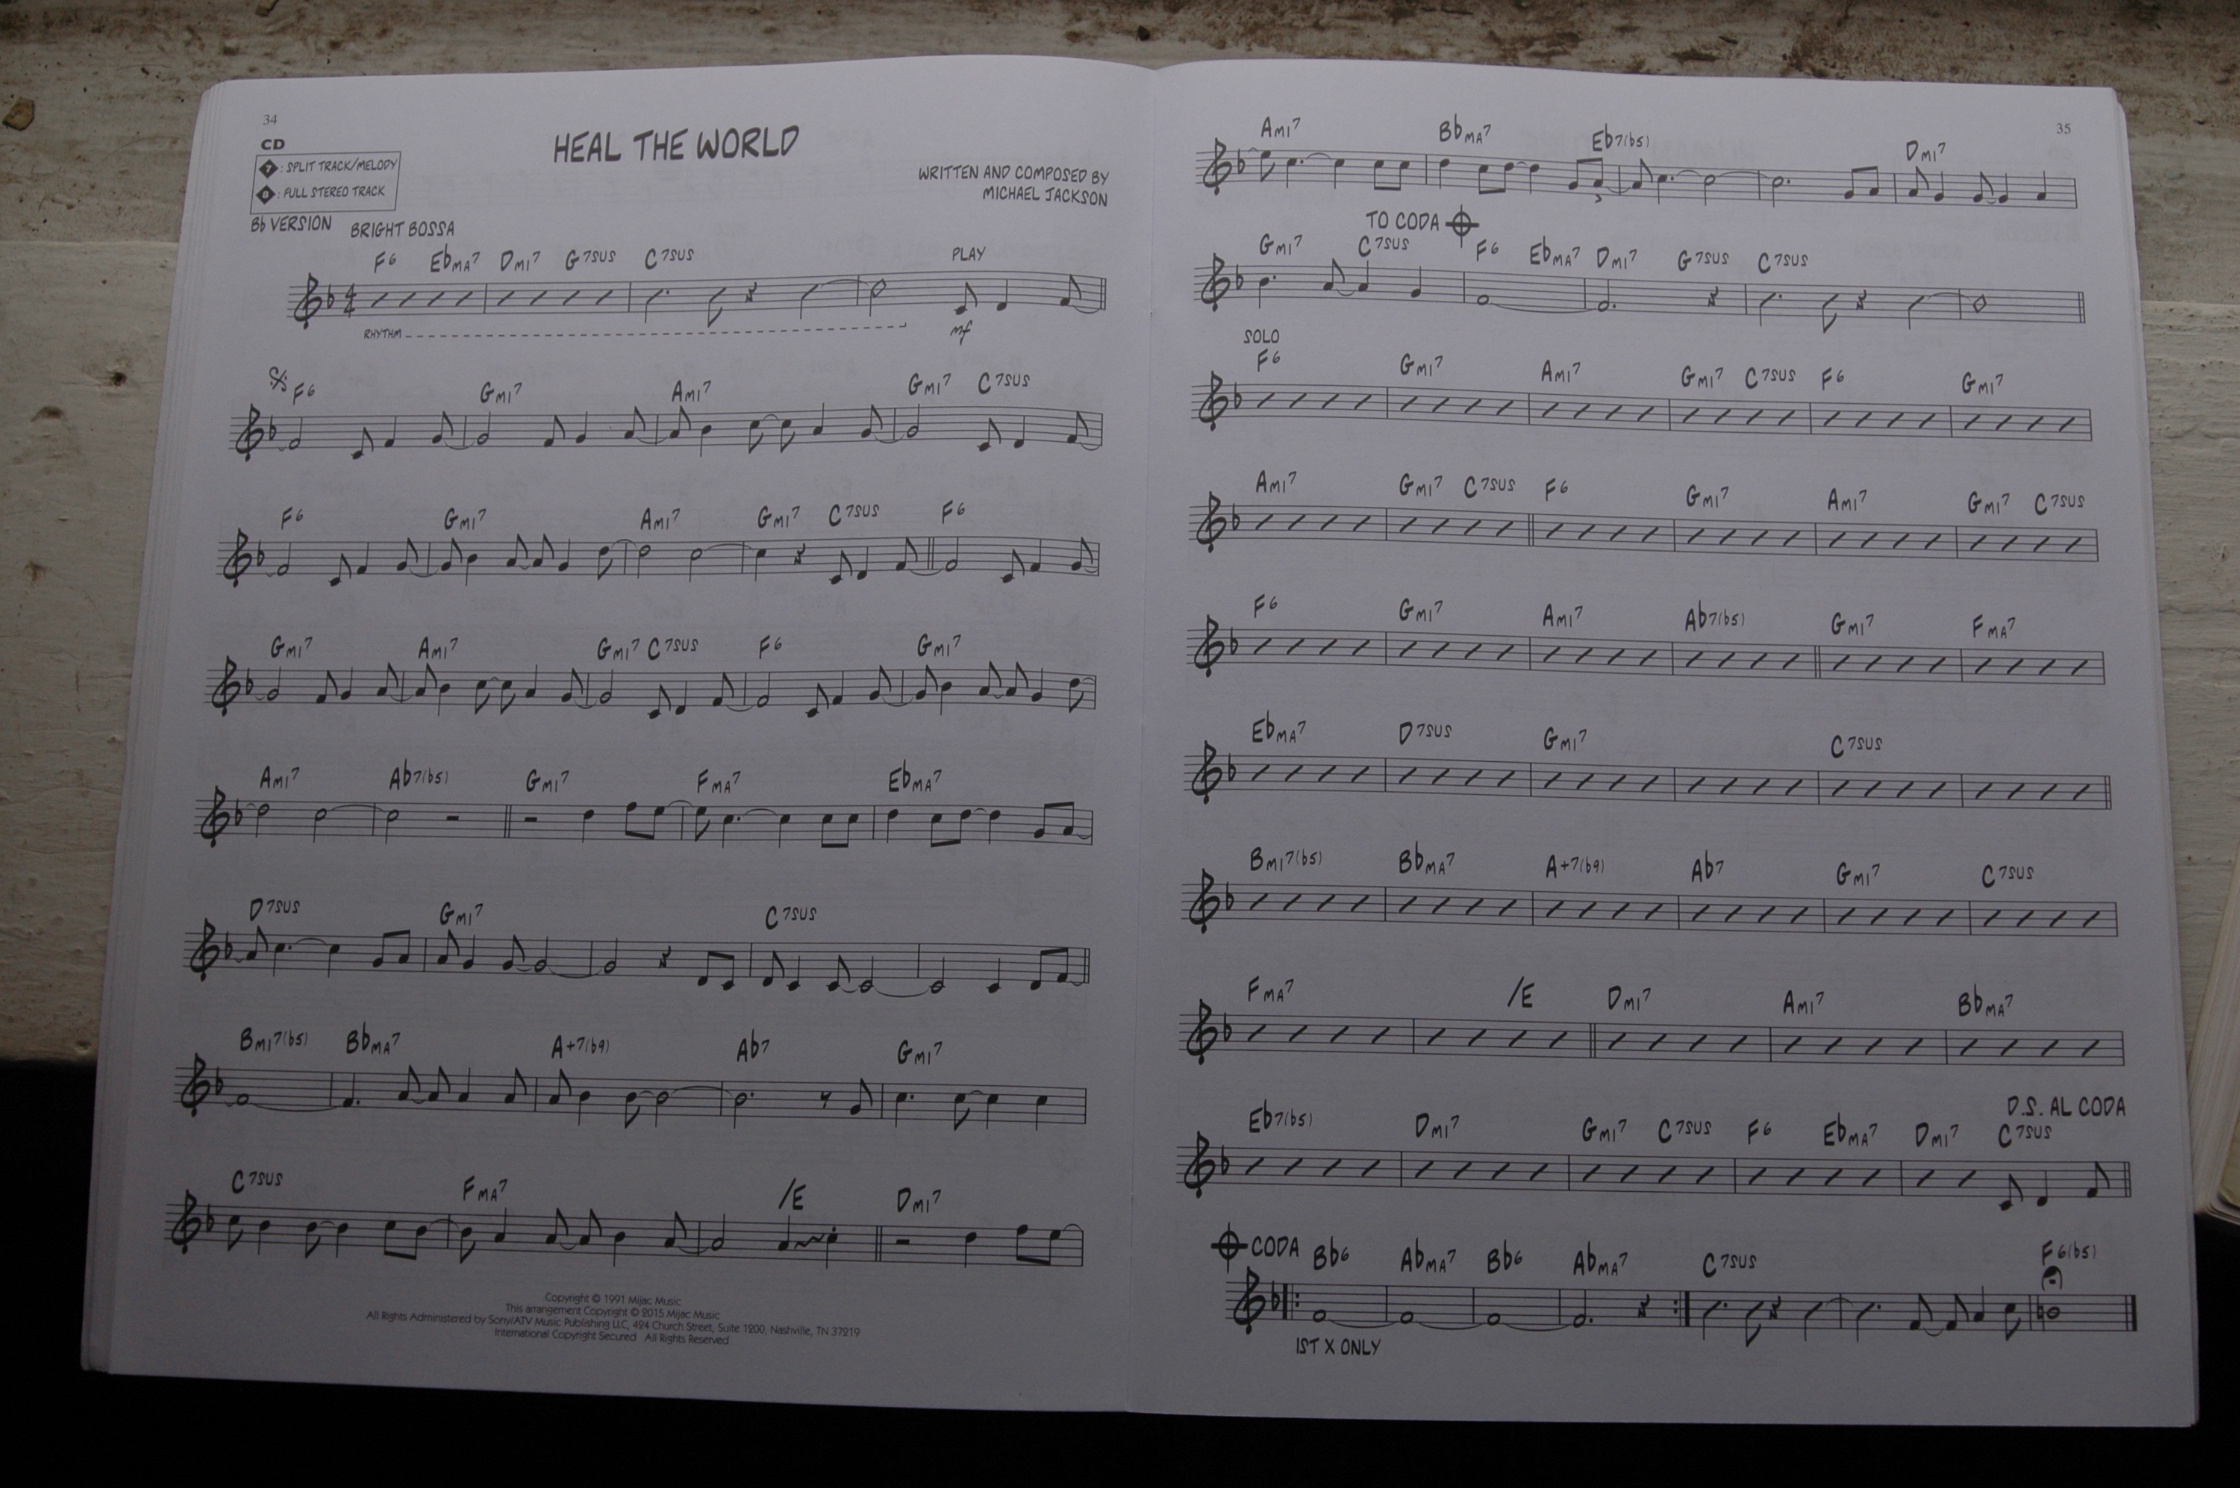 34
CD
7 : SPLIT TRACK/MELODY
8 : FULL STEREO TRACK
HEAL THE WORLD
WRITTEN AND COMPOSED BY
MICHAEL JACKSON
Bb VERSION BRIGHT BOSSA
F6 EbMA7 DMI7 G7SUS C7SUS PLAY
RHYTHM mf
F6 GMI7 AMI7 GMI7 C7SUS
F6 GMI7 AMI7 GMI7 C7SUS F6
GMI7 AMI7 GMI7 C7SUS F6 GMI7
AMI7 Ab7(b5) GMI7 FMA7 EbMA7
D7SUS GMI7 C7SUS
BMI7(b5) BbMA7 A+7(b9) Ab7 GMI7
C7SUS FMA7 /E DMI7
Copyright © 1991 Mijac Music
This arrangement Copyright © 2015 Mijac Music
All Rights Administered by Sony/ATV Music Publishing LLC, 424 Church Street, Suite 1200, Nashville, TN 37219
International Copyright Secured All Rights Reserved
35
AMI7 BbMA7 Eb7(b5) DMI7
TO CODA
GMI7 C7SUS F6 EbMA7 DMI7 G7SUS C7SUS
SOLO
F6 GMI7 AMI7 GMI7 C7SUS F6 GMI7
AMI7 GMI7 C7SUS F6 GMI7 AMI7 GMI7 C7SUS
F6 GMI7 AMI7 Ab7(b5) GMI7 FMA7
EbMA7 D7SUS GMI7 C7SUS
BMI7(b5) BbMA7 A+7(b9) Ab7 GMI7 C7SUS
FMA7 /E DMI7 AMI7 BbMA7
D.S. AL CODA
Eb7(b5) DMI7 GMI7 C7SUS F6 EbMA7 DMI7 C7SUS
CODA Bb6 AbMA7 Bb6 AbMA7 C7SUS F6(b5)
1ST X ONLY